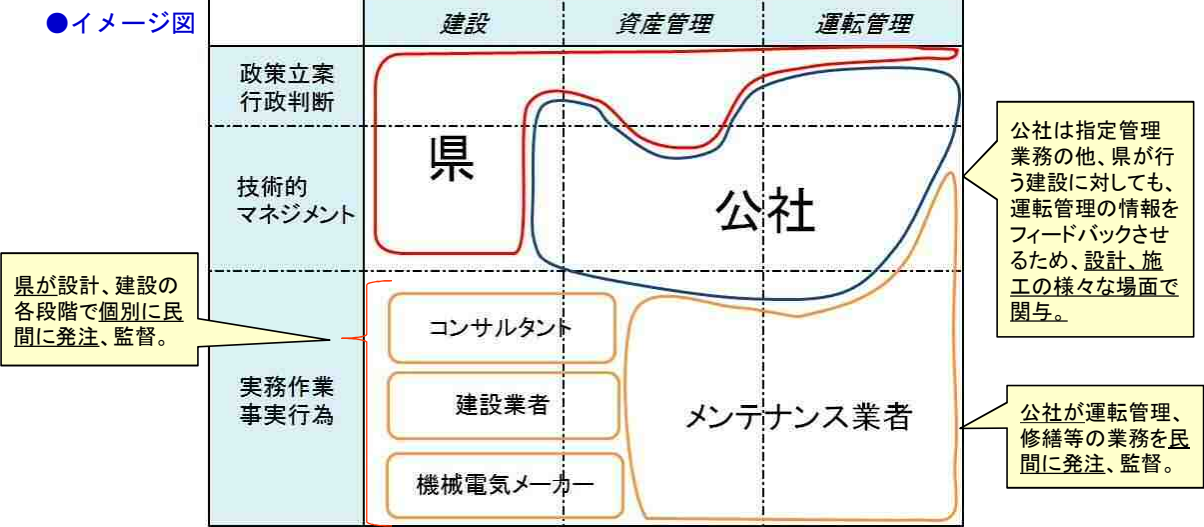 ●イメージ図
建設
資産管理
運転管理
政策立案
行政判断
技術的
マネジメント
実務作業
事実行為
県
公社
コンサルタント
建設業者
機械電気メーカー
メンテナンス業者
県が設計、建設の
各段階で個別に民
間に発注、監督。
公社は指定管理
業務の他、県が行
う建設に対しても、
運転管理の情報を
フィードバックさせ
るため、設計、施
工の様々な場面で
関与。
公社が運転管理、
修繕等の業務を民
間に発注、監督。